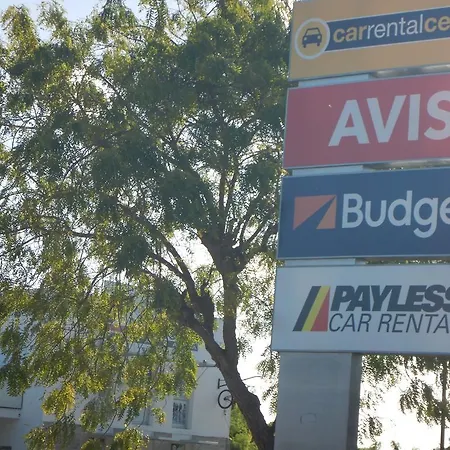 carrentalce
AVIS
Budge
PAYLESS
CAR RENTA